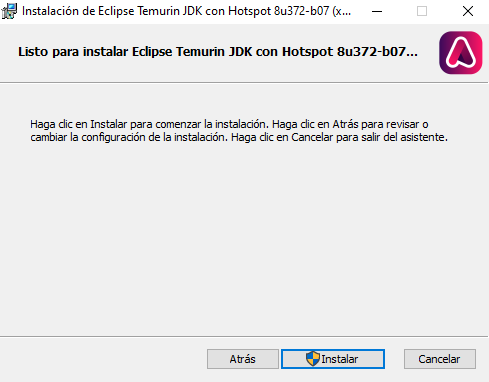 Instalación de Eclipse Temurin JDK con Hotspot 8u372-b07 (x...
Listo para instalar Eclipse Temurin JDK con Hotspot 8u372-b07...
Haga clic en Instalar para comenzar la instalación. Haga clic en Atrás para revisar o
cambiar la configuración de la instalación. Haga clic en Cancelar para salir del asistente.
Atrás
Instalar
Cancelar